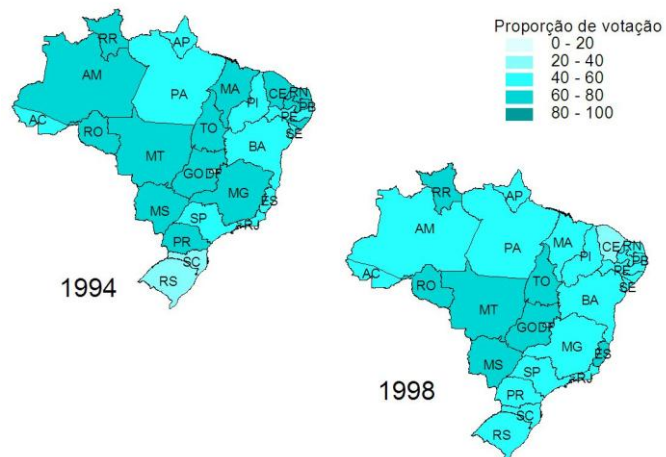 Proporção de votação
0 - 20
20 - 40
40 - 60
60 - 80
80 - 100
RR
AP
AM
PA
MA
CE
RN
PB
PI
PE
SE
AC
RO
TO
BA
MT
GO
DF
MG
ES
MS
SP
RJ
PR
SC
RS
1994
RR
AP
AM
PA
MA
CE
RN
PB
PI
PE
SE
AC
RO
TO
BA
MT
GO
DF
MG
ES
MS
SP
RJ
PR
SC
RS
1998